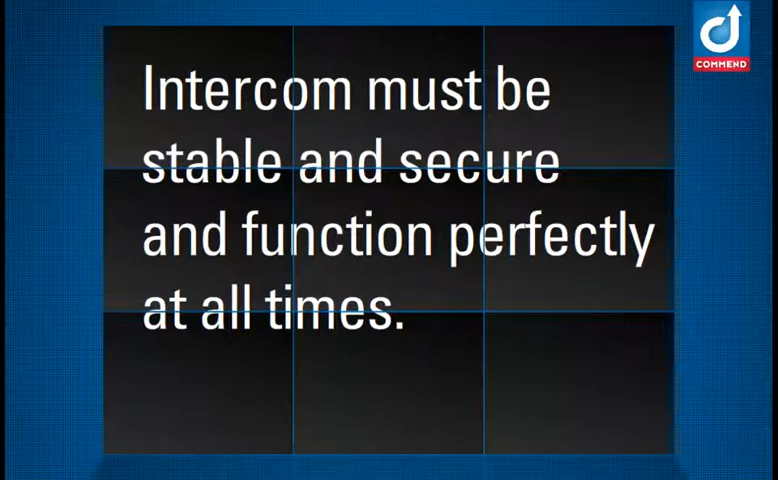 COMMEND
Intercom must be
stable and secure
and function perfectly
at all times.